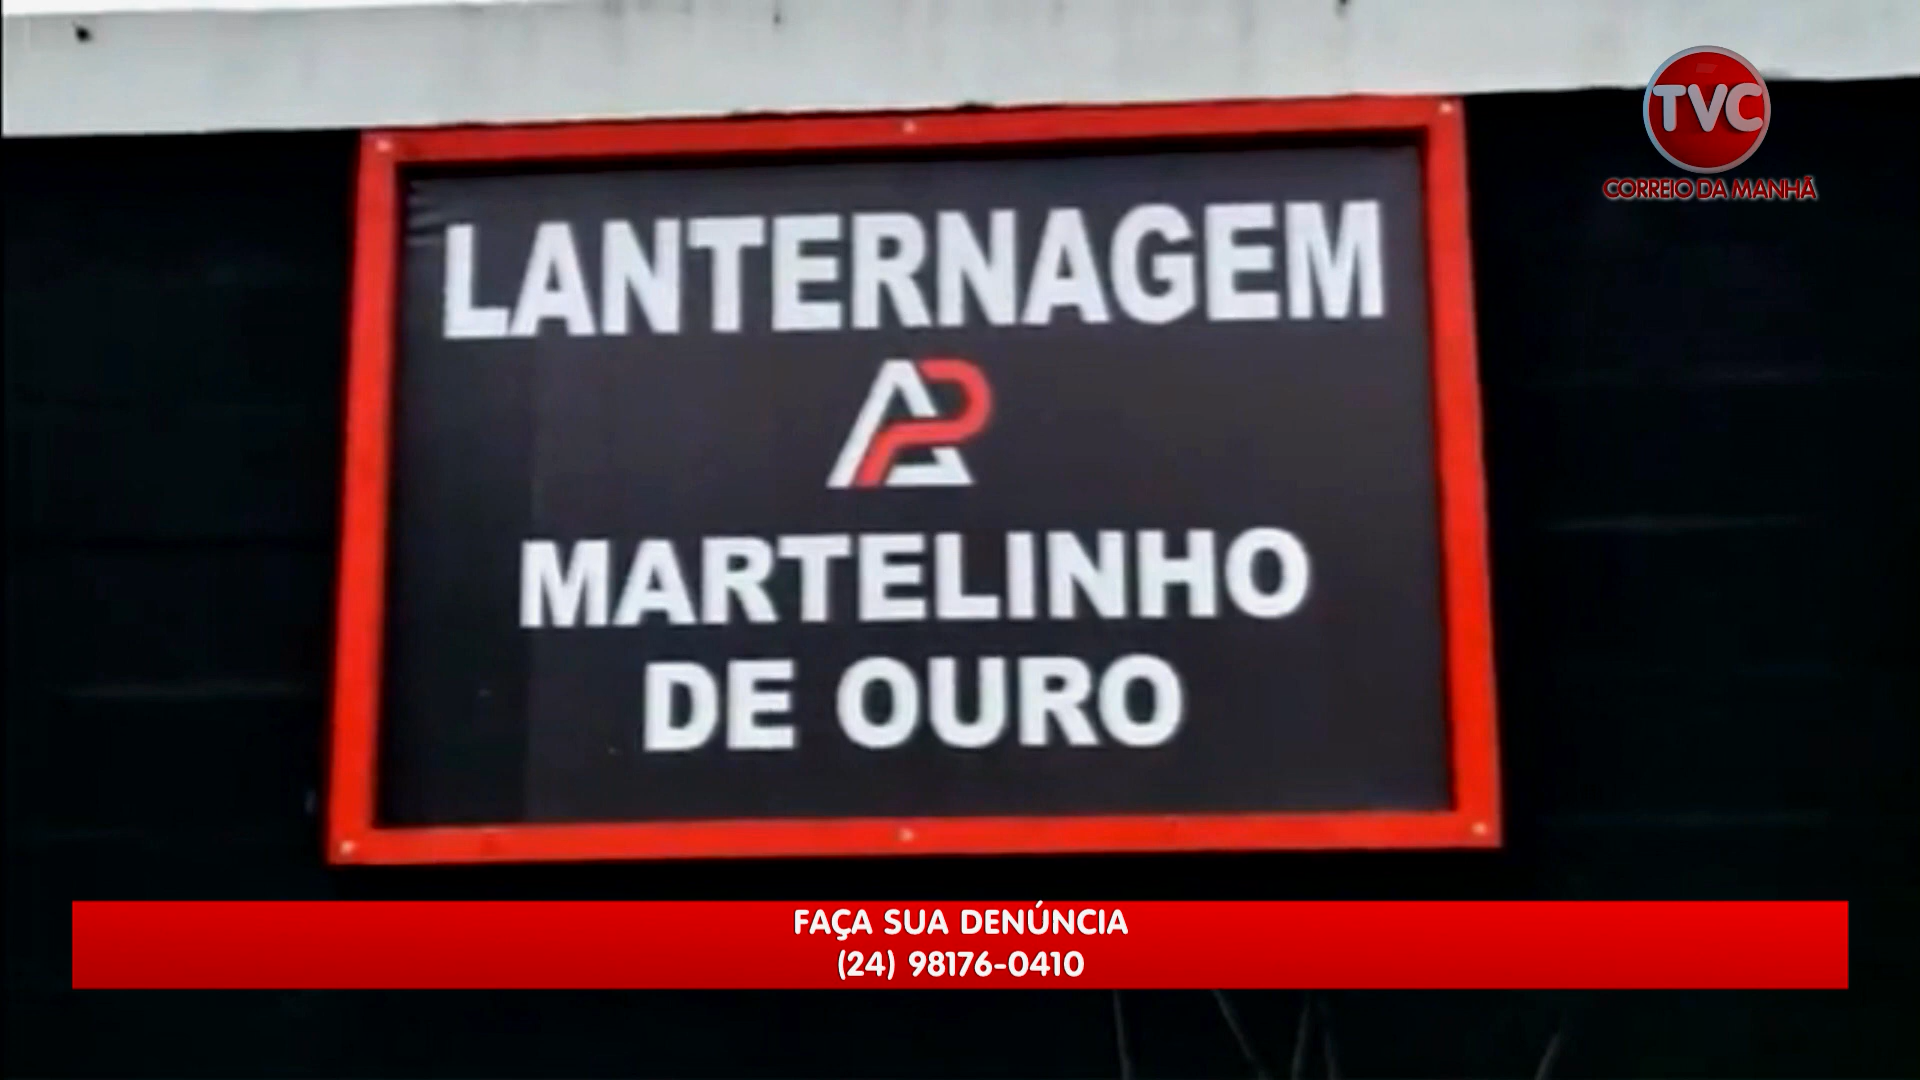 TVC
CORREIO DA MANHÃ
LANTERNAGEM
AP
MARTELINHO
DE OURO
FAÇA SUA DENÚNCIA
(24) 98176-0410